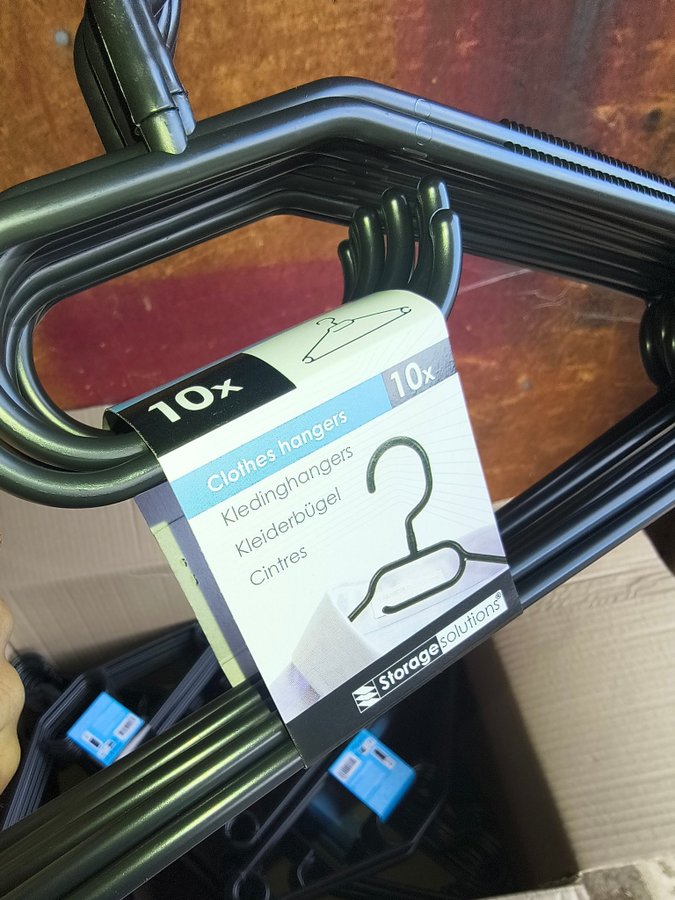 10x
10x
Clothes hangers
Kledinghangers
Kleiderbügel
Cintres
Storagesolutions®